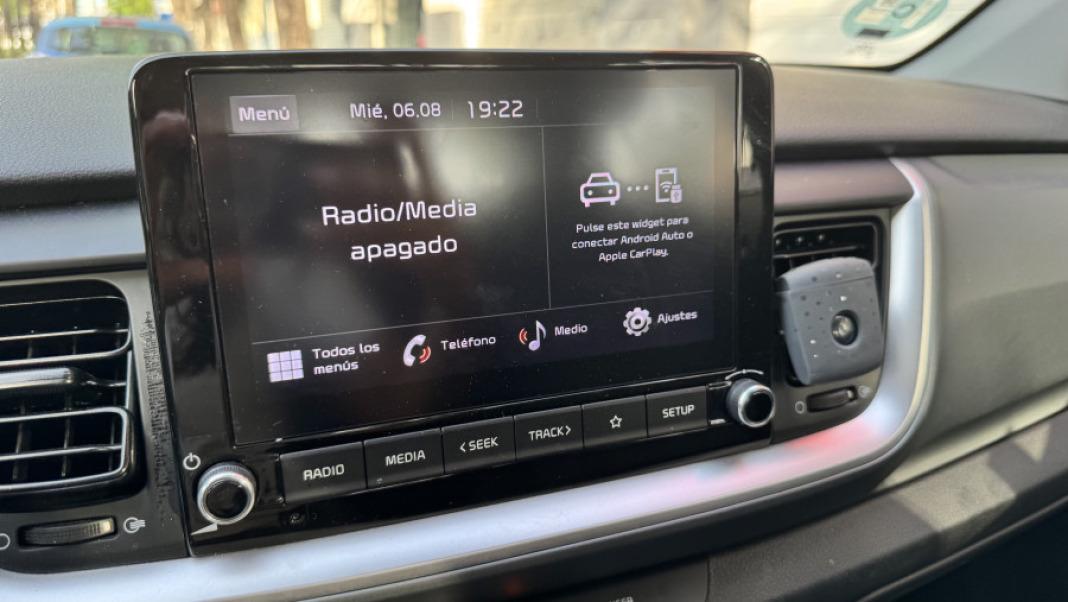 Menú Mié, 06.08 19:22
Radio/Media
apagado
Pulse este widget para
conectar Android Auto o
Apple CarPlay.
Todos los
menús
Teléfono
Medio
Ajustes
RADIO MEDIA < SEEK TRACK > SETUP